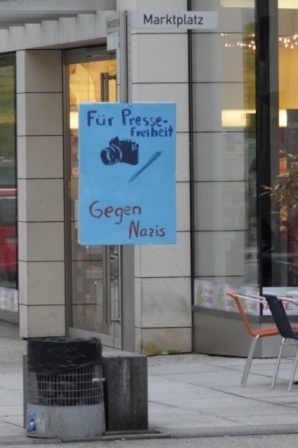 Marktplatz
Für Presse-
freiheit
Gegen
Nazis